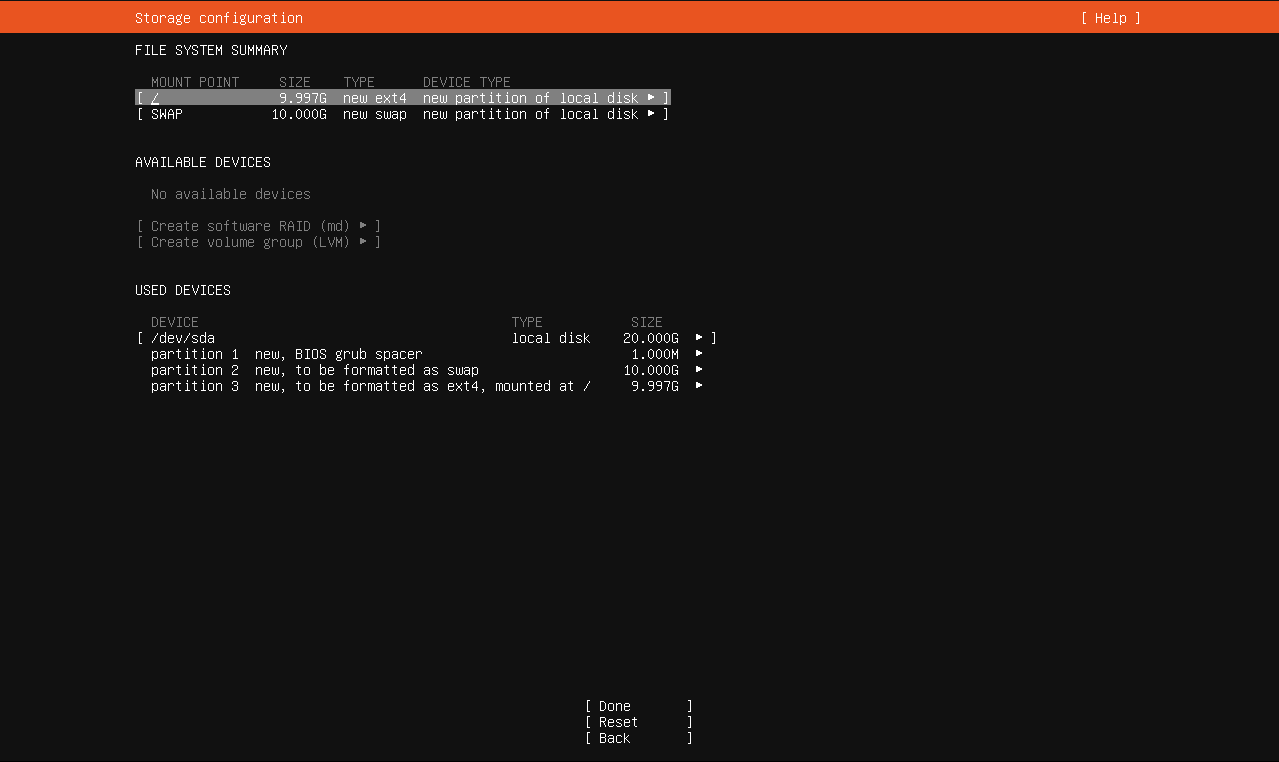 Storage configuration [ Help ]
FILE SYSTEM SUMMARY
MOUNT POINT SIZE TYPE DEVICE TYPE
[ / 9.997G new ext4 new partition of local disk ▸ ]
[ SWAP 10.000G new swap new partition of local disk ▸ ]
AVAILABLE DEVICES
No available devices
[ Create software RAID (md) ▸ ]
[ Create volume group (LVM) ▸ ]
USED DEVICES
DEVICE TYPE SIZE
[ /dev/sda local disk 20.000G ▸ ]
partition 1 new, BIOS grub spacer 1.000M ▸
partition 2 new, to be formatted as swap 10.000G ▸
partition 3 new, to be formatted as ext4, mounted at / 9.997G ▸
[ Done ]
[ Reset ]
[ Back ]